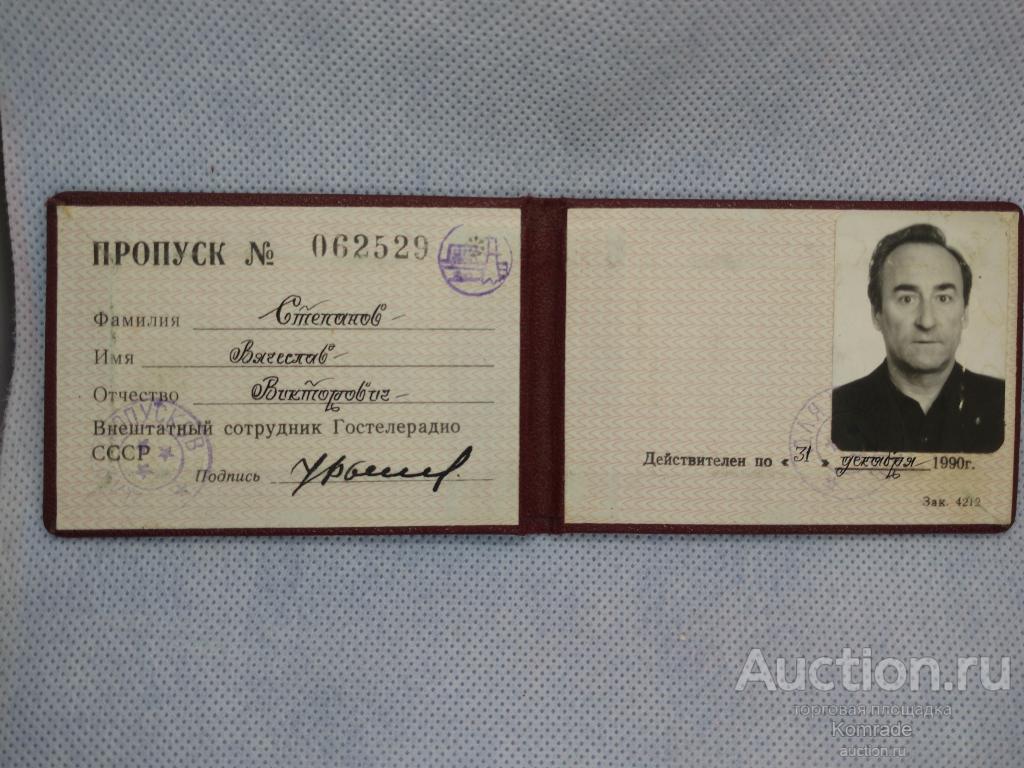 ПРОПУСК № 062529
Фамилия Степанов
Имя Вячеслав
Отчество Викторович
Внештатный сотрудник Гостелерадио
СССР
Подпись
Действителен по «31» декабря 1990г.
Зак. 4212
Auction.ru
торговая площадка
Komrade
auction.ru